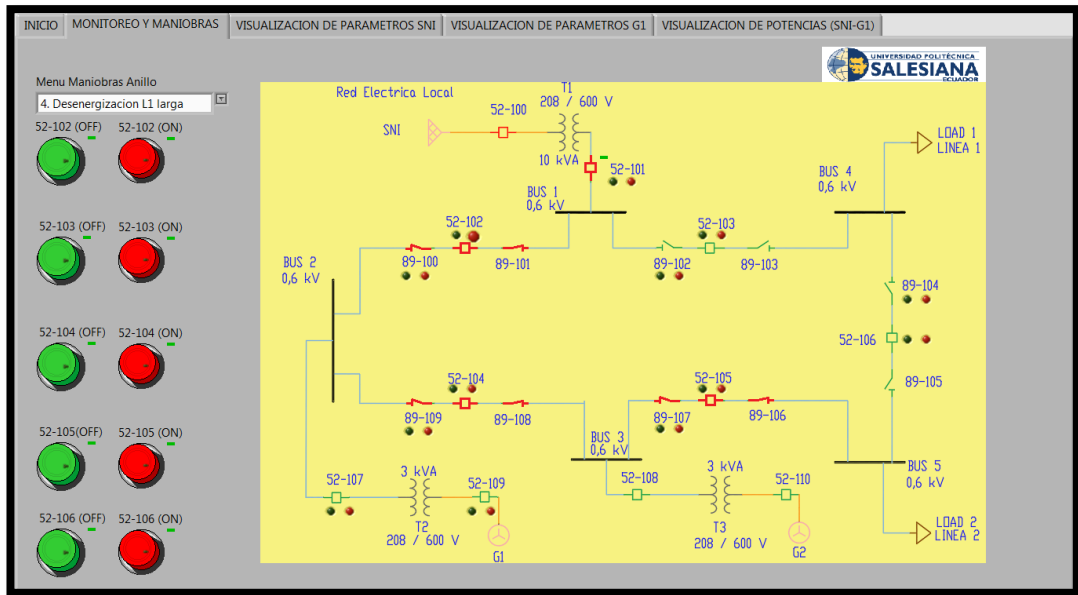 INICIO MONITOREO Y MANIOBRAS VISUALIZACION DE PARAMETROS SNI VISUALIZACION DE PARAMETROS G1 VISUALIZACION DE POTENCIAS (SNI-G1)
UNIVERSIDAD POLITÉCNICA
SALESIANA
ECUADOR
Menu Maniobras Anillo
4. Desenergizacion L1 larga
52-102 (OFF) 52-102 (ON)
52-103 (OFF) 52-103 (ON)
52-104 (OFF) 52-104 (ON)
52-105(OFF) 52-105 (ON)
52-106 (OFF) 52-106 (ON)
Red Electrica Local
T1
208 / 600 V
52-100
SNI
10 kVA
52-101
LOAD 1
LINEA 1
BUS 1
0,6 kV
BUS 4
0,6 kV
52-102
52-103
89-100
89-101
89-102
89-103
BUS 2
0,6 kV
89-104
52-106
89-105
52-104
52-105
89-109
89-108
89-107
89-106
BUS 3
0,6 kV
BUS 5
0,6 kV
52-107
3 kVA
52-109
52-108
3 kVA
52-110
T2
208 / 600 V
G1
T3
208 / 600 V
G2
LOAD 2
LINEA 2